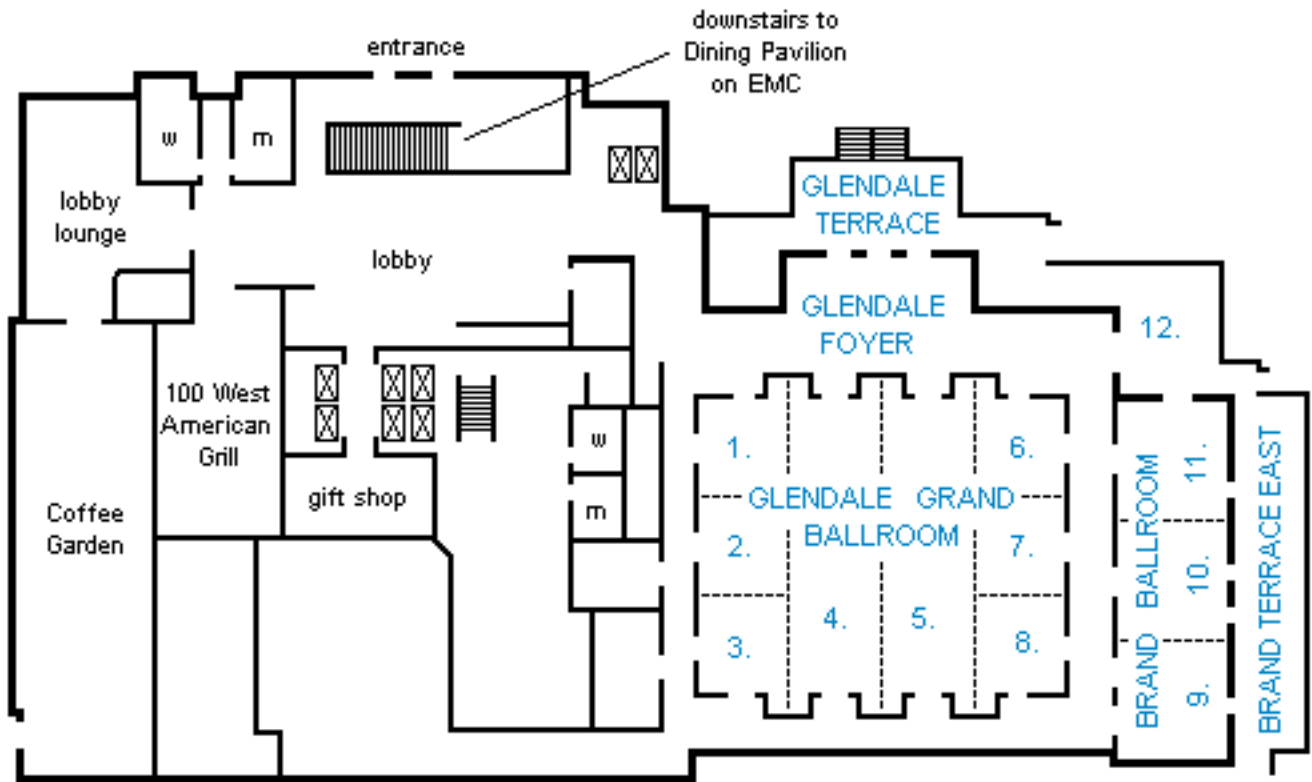 downstairs to
Dining Pavilion
on EMC
entrance
w
m
lobby
lounge
lobby
GLENDALE
TERRACE
GLENDALE
FOYER
12.
100 West
American
Grill
gift shop
Coffee
Garden
w
m
1.
6.
GLENDALE GRAND
BALLROOM
2.
7.
3.
4.
5.
8.
BRAND BALLROOM
11.
10.
9.
BRAND TERRACE EAST